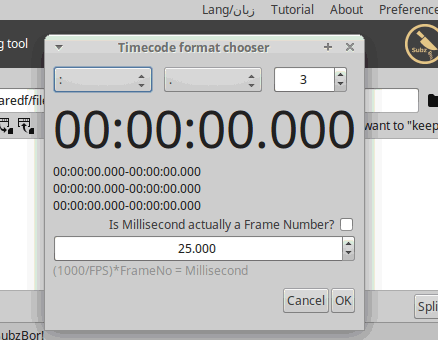 Lang/زبان Tutorial About Preference
g tool
Timecode format chooser
SubzBor
: . 3
aredf/file
00:00:00.000
want to "keep
00:00:00.000-00:00:00.000
00:00:00.000-00:00:00.000
00:00:00.000-00:00:00.000
Is Millisecond actually a Frame Number?
25.000
(1000/FPS)*FrameNo = Millisecond
Cancel OK
Spli
ubzBor!